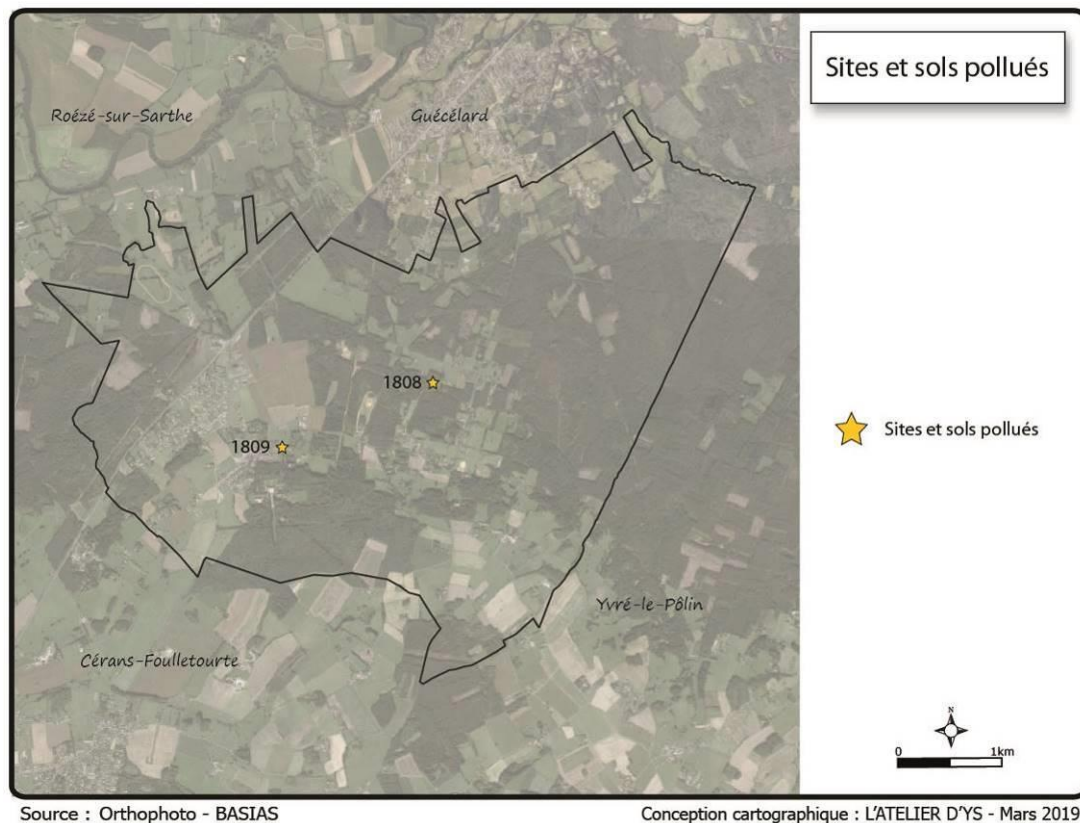 Sites et sols pollués
Roézé-sur-Sarthe
Guécélard
1808
1809
Sites et sols pollués
Yvré-le-Pôlin
Cérans-Foulletourte
N
0 1km
Source : Orthophoto - BASIAS
Conception cartographique : L'ATELIER D'YS - Mars 2019